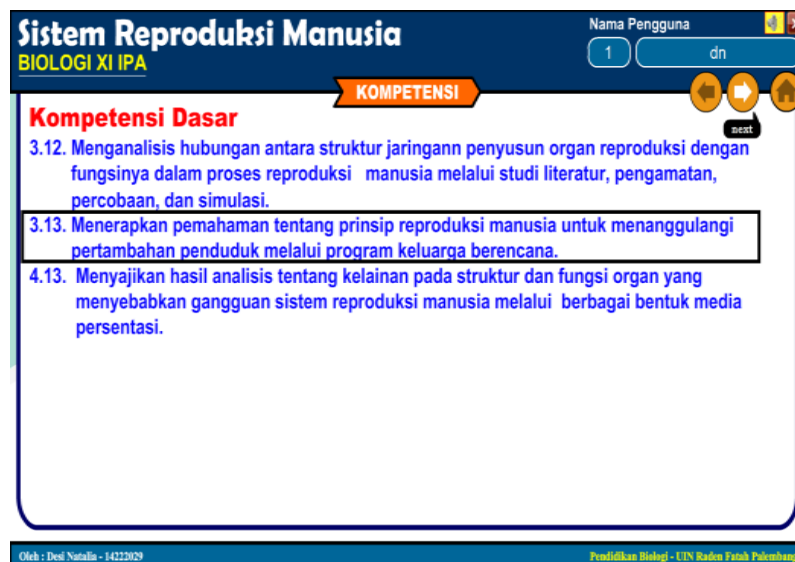 Sistem Reproduksi Manusia
BIOLOGI XI IPA
Nama Pengguna
1
dn
KOMPETENSI
next
Kompetensi Dasar
3.12. Menganalisis hubungan antara struktur jaringann penyusun organ reproduksi dengan
fungsinya dalam proses reproduksi manusia melalui studi literatur, pengamatan,
percobaan, dan simulasi.
3.13. Menerapkan pemahaman tentang prinsip reproduksi manusia untuk menanggulangi
pertambahan penduduk melalui program keluarga berencana.
4.13. Menyajikan hasil analisis tentang kelainan pada struktur dan fungsi organ yang
menyebabkan gangguan sistem reproduksi manusia melalui berbagai bentuk media
persentasi.
Oleh : Desi Natalia - 14222029
Pendidikan Biologi - UIN Raden Fatah Palembang